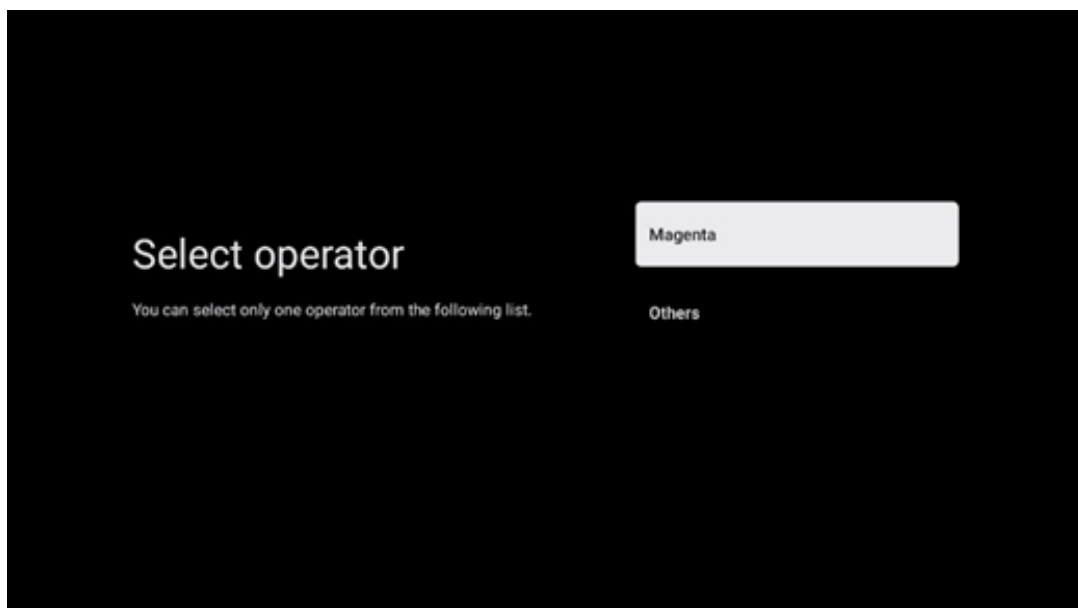 Select operator
You can select only one operator from the following list.
Magenta
Others